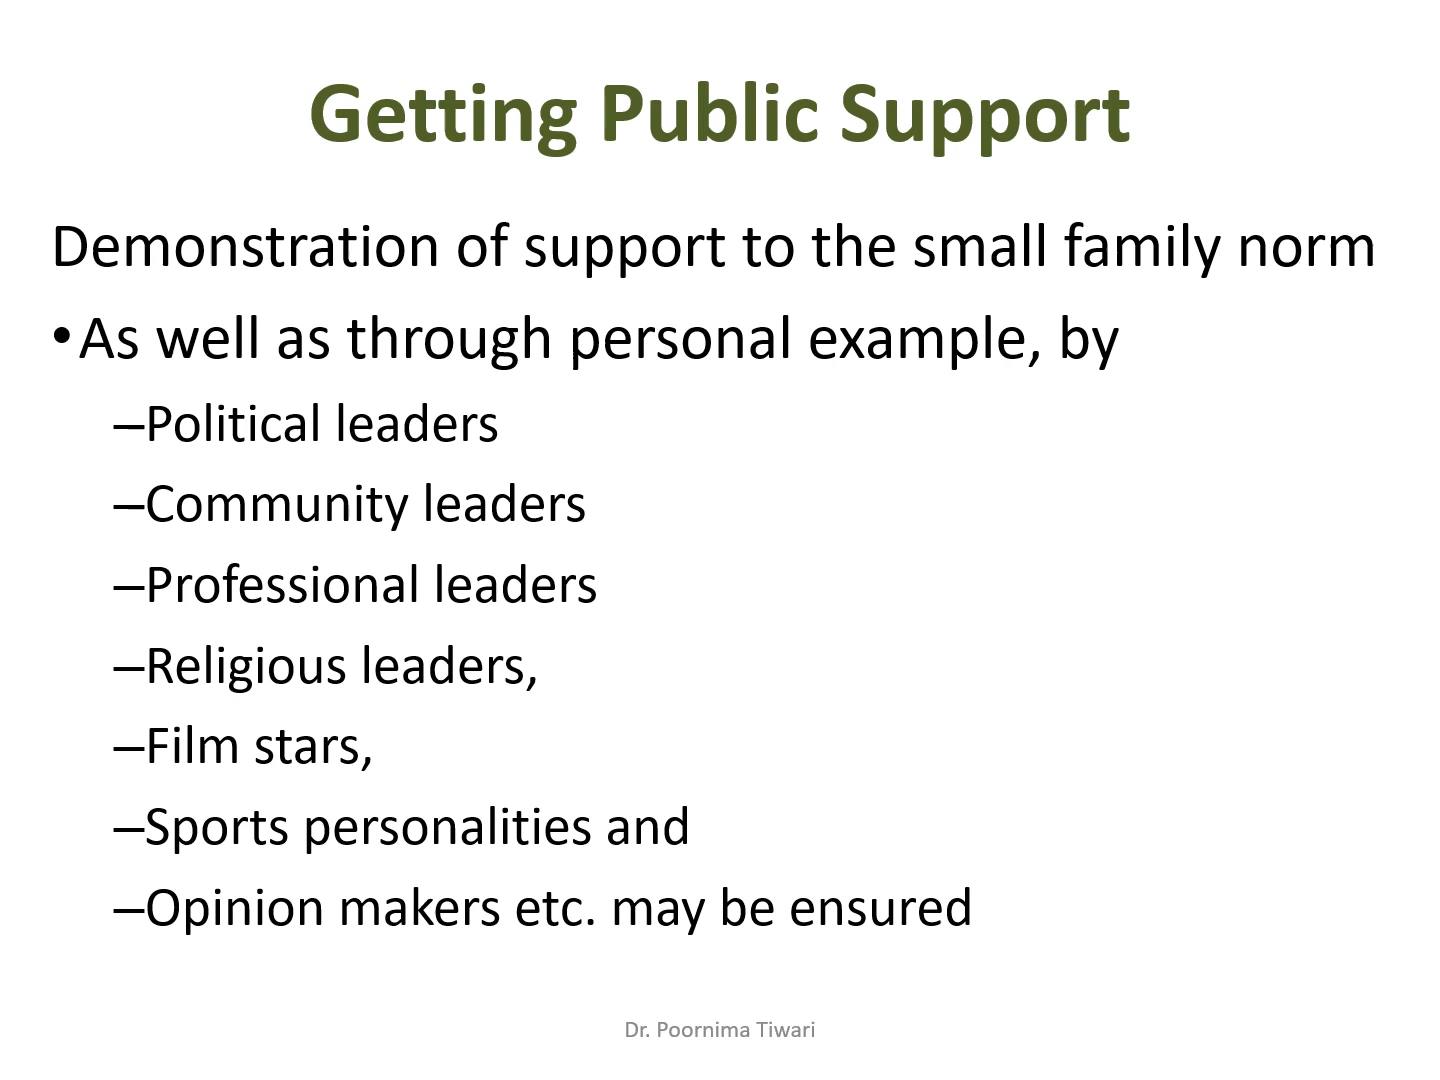 Getting Public Support
Demonstration of support to the small family norm
•As well as through personal example, by
–Political leaders
–Community leaders
–Professional leaders
–Religious leaders,
–Film stars,
–Sports personalities and
–Opinion makers etc. may be ensured
Dr. Poornima Tiwari